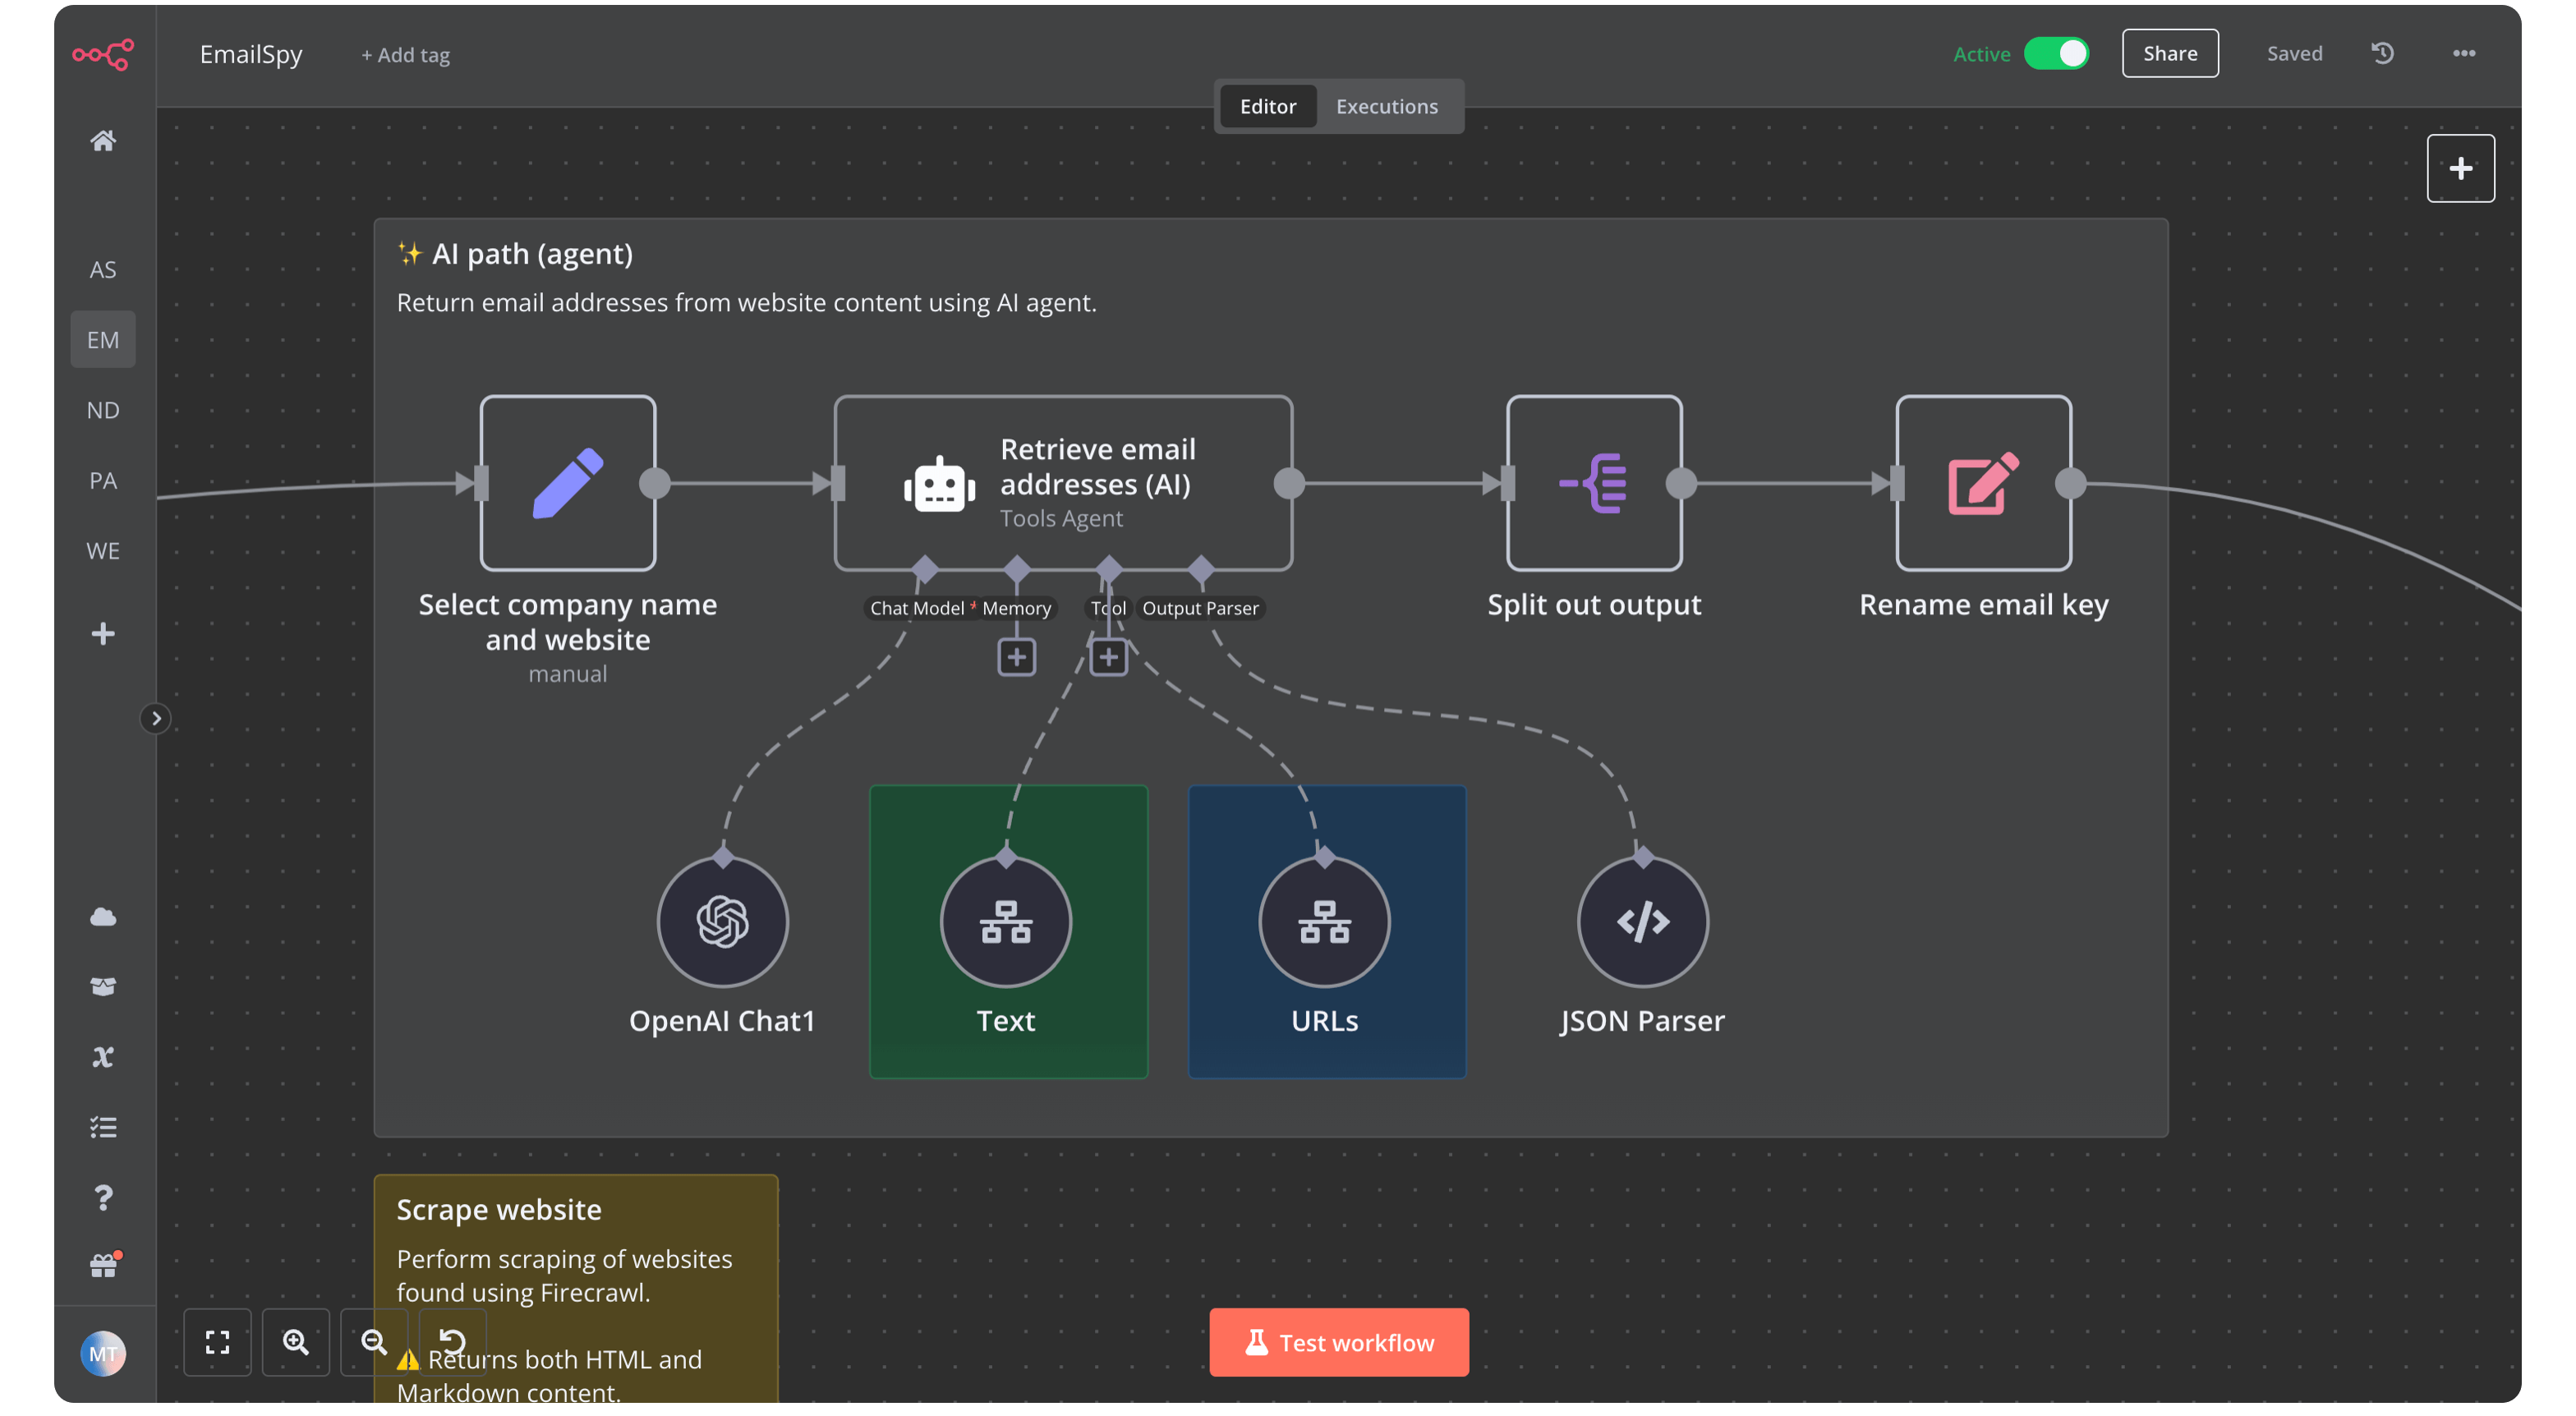 EmailSpy
+ Add tag
Active
Share
Saved
Editor
Executions
AS
EM
ND
PA
WE
✨ AI path (agent)
Return email addresses from website content using AI agent.
Select company name
and website
manual
Retrieve email
addresses (AI)
Tools Agent
Chat Model *
Memory
Tool
Output Parser
Split out output
Rename email key
OpenAI Chat1
Text
URLs
JSON Parser
Scrape website
Perform scraping of websites
found using Firecrawl.
⚠️ Returns both HTML and
Markdown content.
Test workflow
MT